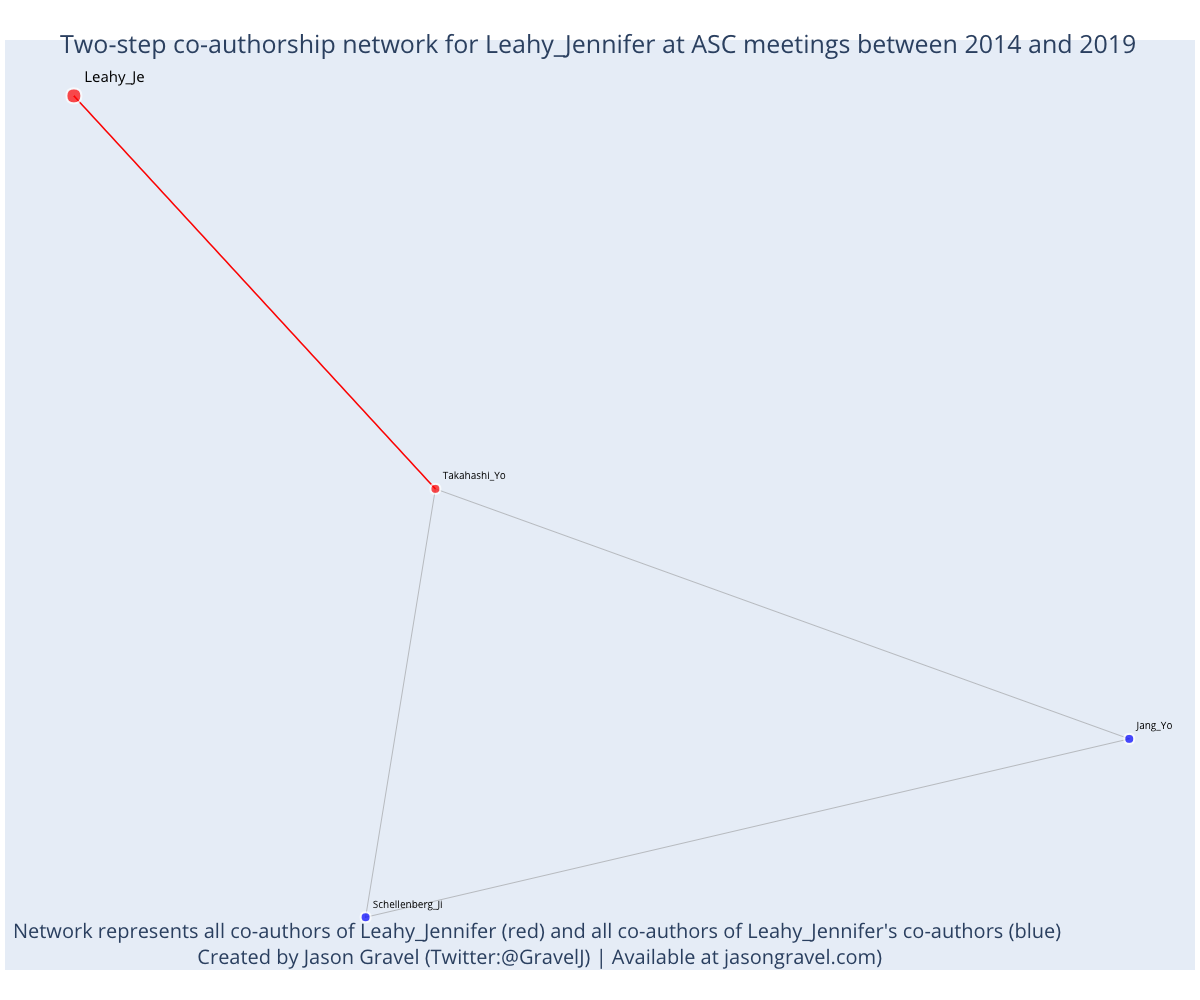 Two-step co-authorship network for Leahy_Jennifer at ASC meetings between 2014 and 2019
Leahy_Je
Takahashi_Yo
Jang_Yo
Schellenberg_Ji
Network represents all co-authors of Leahy_Jennifer (red) and all co-authors of Leahy_Jennifer's co-authors (blue)
Created by Jason Gravel (Twitter:@GravelJ) | Available at jasongravel.com)